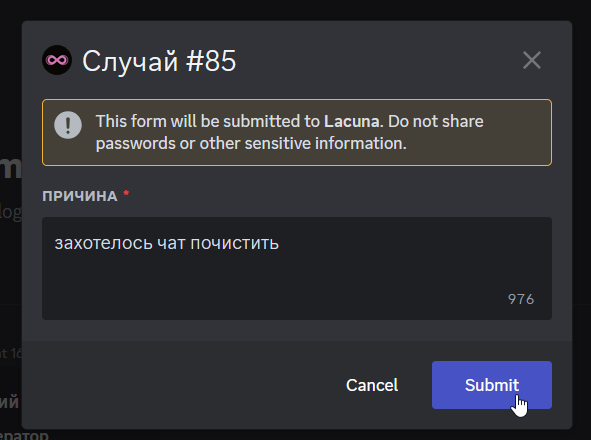 Случай #85
This form will be submitted to Lacuna. Do not share
passwords or other sensitive information.
ПРИЧИНА *
захотелось чат почистить
976
Cancel
Submit